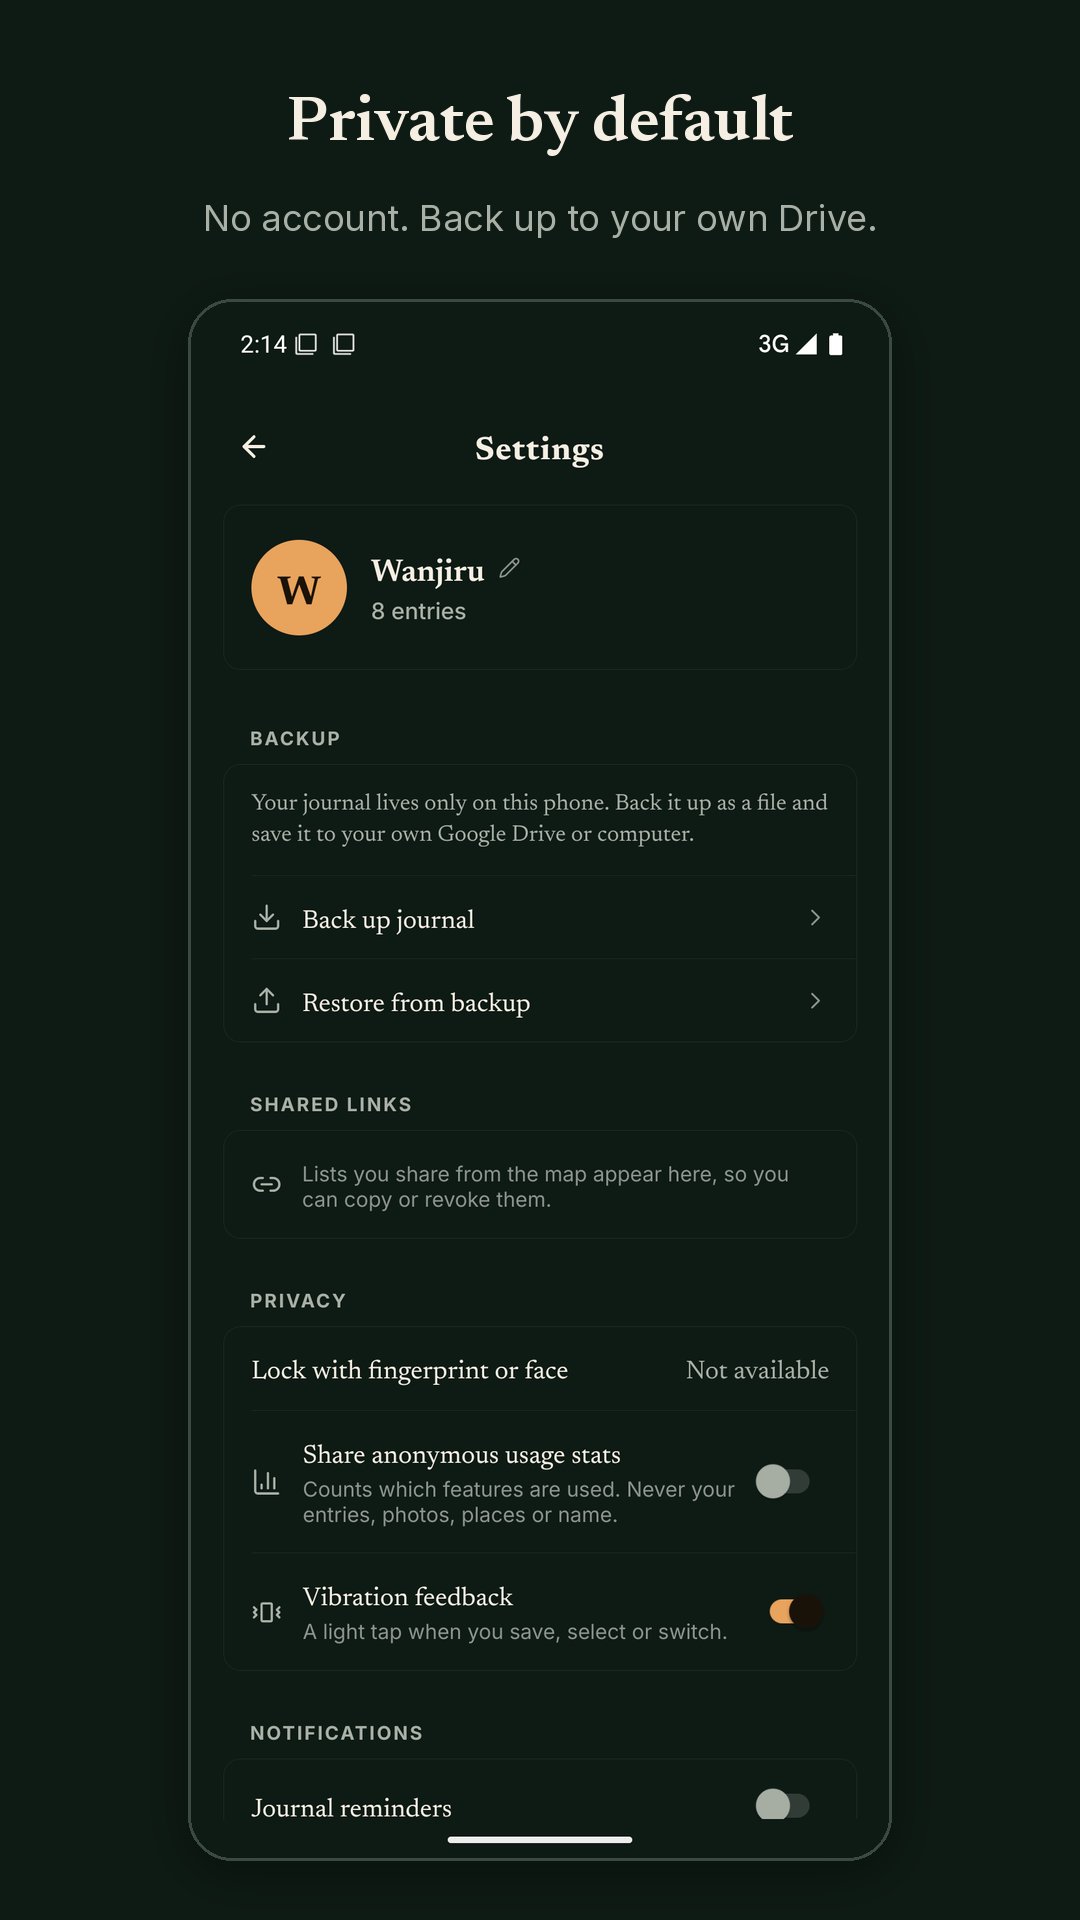 Private by default
No account. Back up to your own Drive.
2:14
3G
Settings
W
Wanjiru
8 entries
BACKUP
Your journal lives only on this phone. Back it up as a file and
save it to your own Google Drive or computer.
Back up journal
Restore from backup
SHARED LINKS
Lists you share from the map appear here, so you
can copy or revoke them.
PRIVACY
Lock with fingerprint or face
Not available
Share anonymous usage stats
Counts which features are used. Never your
entries, photos, places or name.
Vibration feedback
A light tap when you save, select or switch.
NOTIFICATIONS
Journal reminders